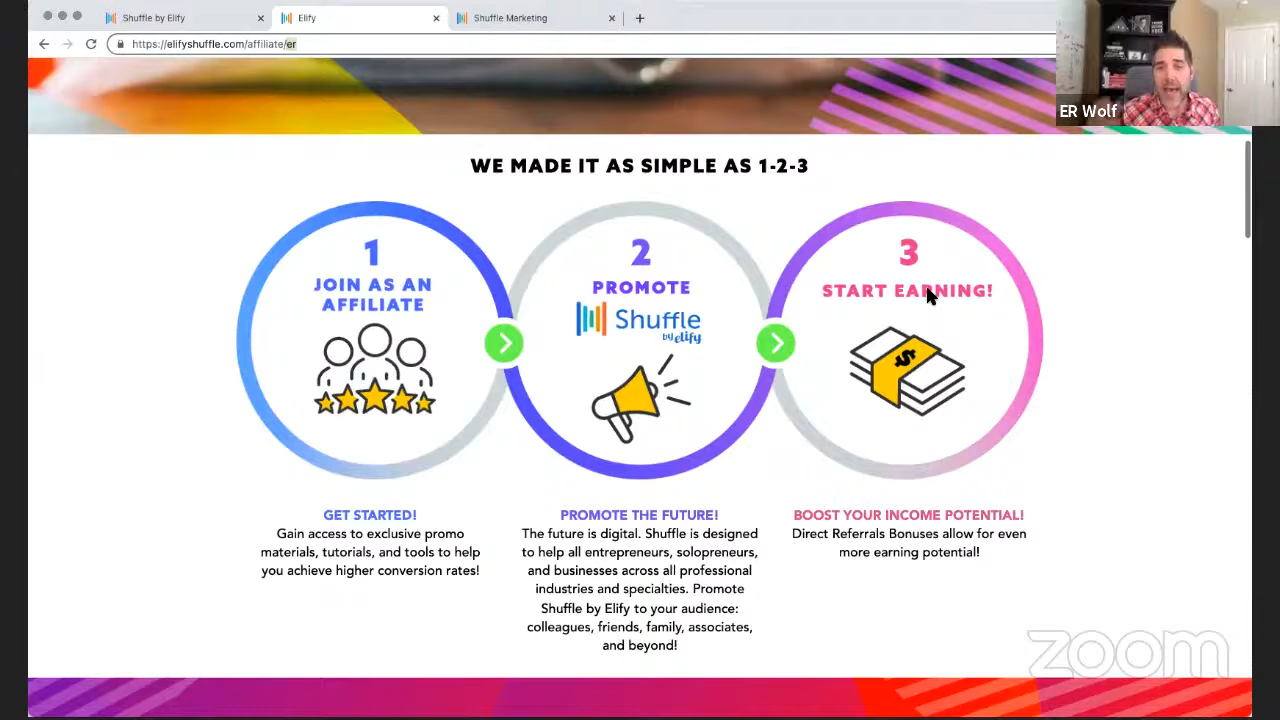 Shuffle by Elify
Elify
Shuffle Marketing
https://elifyshuffle.com/affiliate/er
ER Wolf
WE MADE IT AS SIMPLE AS 1-2-3
1
JOIN AS AN
AFFILIATE
2
PROMOTE
Shuffle
by elify
3
START EARNING!
$
GET STARTED!
Gain access to exclusive promo
materials, tutorials, and tools to help
you achieve higher conversion rates!
PROMOTE THE FUTURE!
The future is digital. Shuffle is designed
to help all entrepreneurs, solopreneurs,
and businesses across all professional
industries and specialties. Promote
Shuffle by Elify to your audience:
colleagues, friends, family, associates,
and beyond!
BOOST YOUR INCOME POTENTIAL!
Direct Referrals Bonuses allow for even
more earning potential!
zoom